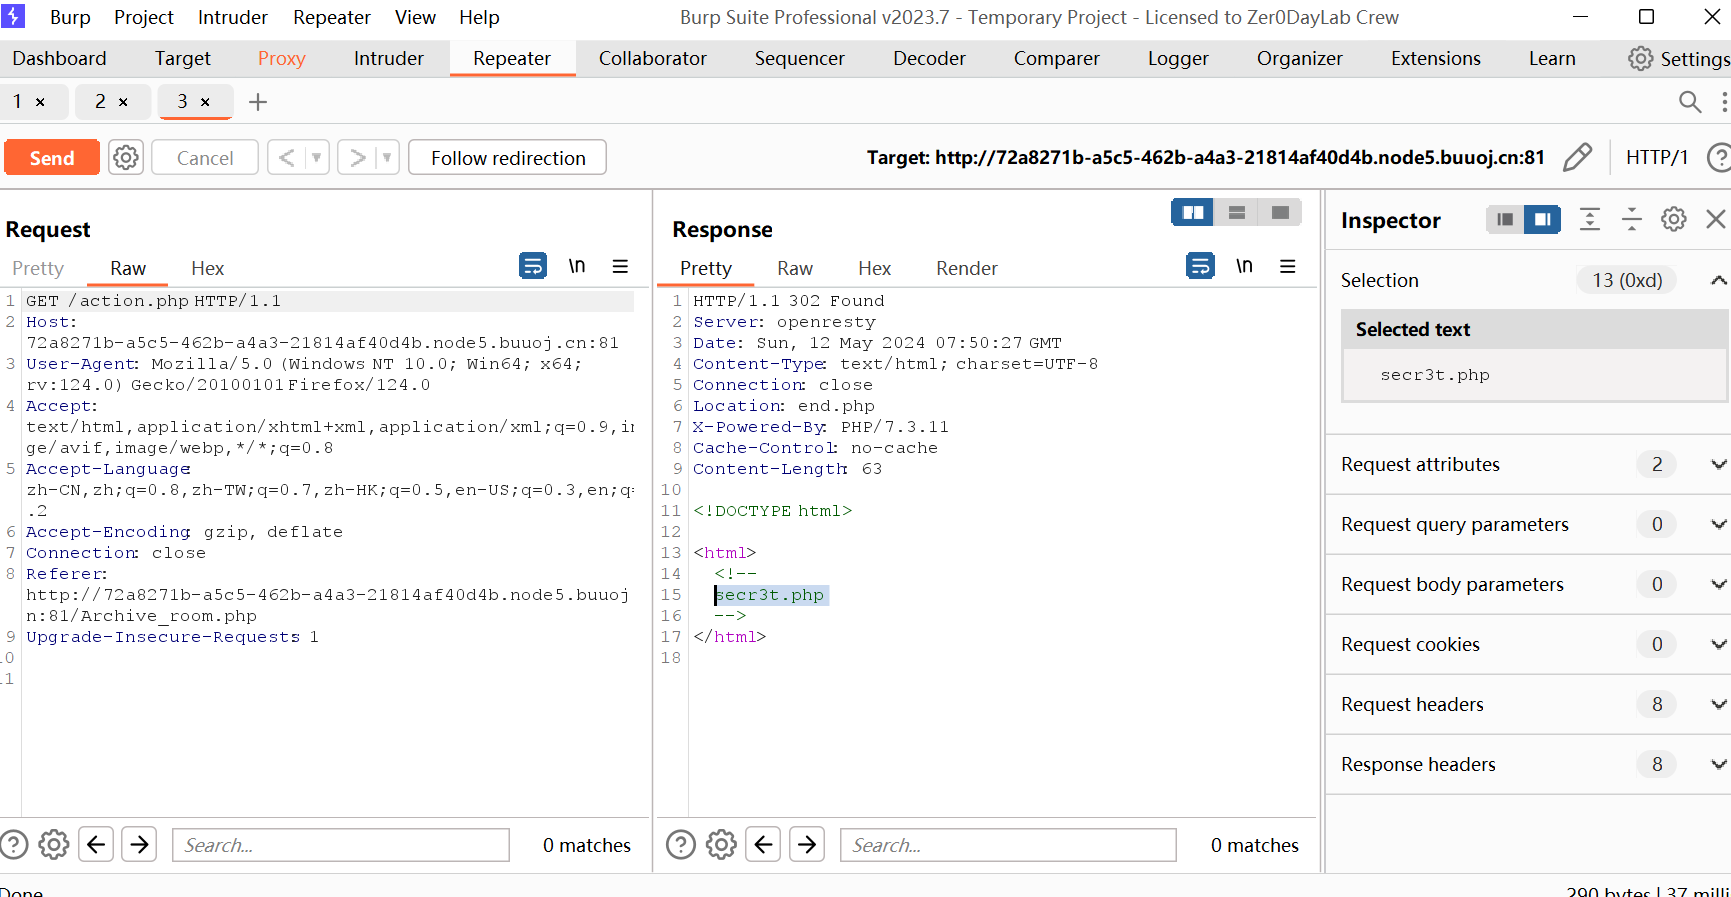 Burp Project Intruder Repeater View Help Burp Suite Professional v2023.7 - Temporary Project - Licensed to Zer0DayLab Crew
Dashboard Target Proxy Intruder Repeater Collaborator Sequencer Decoder Comparer Logger Organizer Extensions Learn Settings
1 × 2 × 3 × +
Send Cancel < > Follow redirection Target: http://72a8271b-a5c5-462b-a4a3-21814af40d4b.node5.buuoj.cn:81 HTTP/1 ?
Request
Pretty Raw Hex \n
1 GET /action.php HTTP/1.1
2 Host:
72a8271b-a5c5-462b-a4a3-21814af40d4b.node5.buuoj.cn:81
3 User-Agent: Mozilla/5.0 (Windows NT 10.0; Win64; x64;
rv:124.0) Gecko/20100101 Firefox/124.0
4 Accept:
text/html,application/xhtml+xml,application/xml;q=0.9,im
ge/avif,image/webp,*/*;q=0.8
5 Accept-Language:
zh-CN,zh;q=0.8,zh-TW;q=0.7,zh-HK;q=0.5,en-US;q=0.3,en;q=
.2
6 Accept-Encoding: gzip, deflate
7 Connection: close
8 Referer:
http://72a8271b-a5c5-462b-a4a3-21814af40d4b.node5.buuoj
n:81/Archive_room.php
9 Upgrade-Insecure-Requests: 1
10
11
? Search... 0 matches
Response
Pretty Raw Hex Render \n
1 HTTP/1.1 302 Found
2 Server: openresty
3 Date: Sun, 12 May 2024 07:50:27 GMT
4 Content-Type: text/html; charset=UTF-8
5 Connection: close
6 Location: end.php
7 X-Powered-By: PHP/7.3.11
8 Cache-Control: no-cache
9 Content-Length: 63
10
11 <!DOCTYPE html>
12
13 <html>
14 <!--
15 secr3t.php
16 -->
17 </html>
18
? Search... 0 matches
Inspector
Selection 13 (0xd)
Selected text
secr3t.php
Request attributes 2
Request query parameters 0
Request body parameters 0
Request cookies 0
Request headers 8
Response headers 8
Done
290 bytes | 37 milli